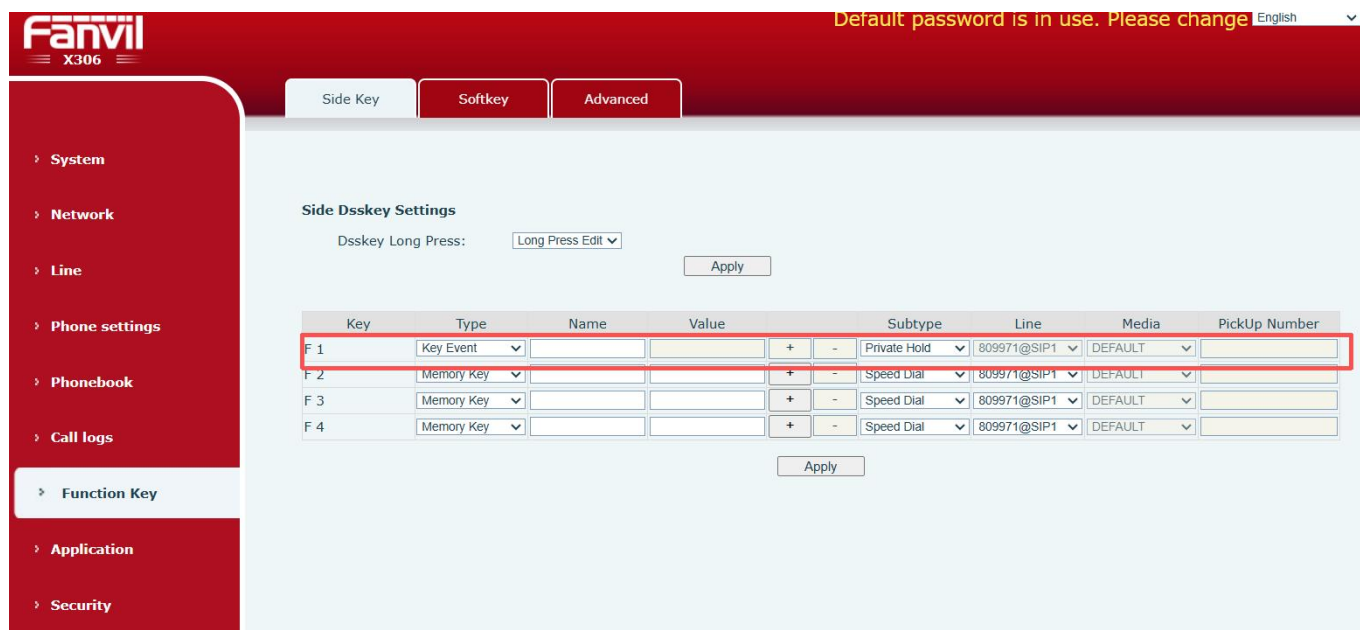 Fanvil
X306
Default password is in use. Please change English
Side Key Softkey Advanced
System
Network
Line
Phone settings
Phonebook
Call logs
Function Key
Application
Security
Side Dsskey Settings
Dsskey Long Press: Long Press Edit
Apply
Key Type Name Value Subtype Line Media PickUp Number
F 1 Key Event + - Private Hold 809971@SIP1 DEFAULT
F 2 Memory Key + - Speed Dial 809971@SIP1 DEFAULT
F 3 Memory Key + - Speed Dial 809971@SIP1 DEFAULT
F 4 Memory Key + - Speed Dial 809971@SIP1 DEFAULT
Apply